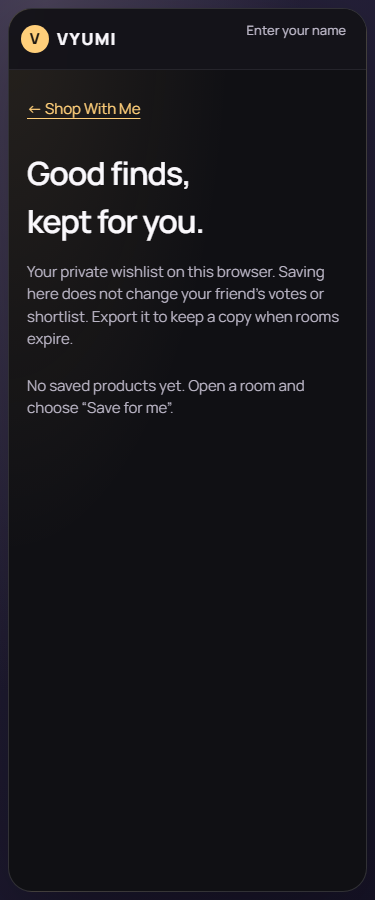 V VYUMI
Enter your name
← Shop With Me
Good finds,
kept for you.
Your private wishlist on this browser. Saving
here does not change your friend's votes or
shortlist. Export it to keep a copy when rooms
expire.
No saved products yet. Open a room and
choose “Save for me”.